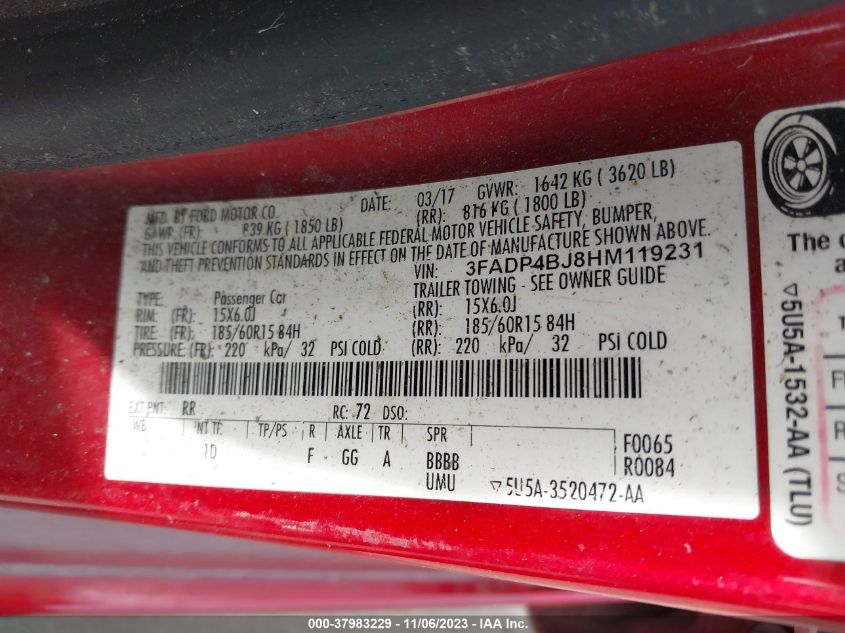 MFD. BY FORD MOTOR CO. DATE: 03/17 GVWR: 1642 KG ( 3620 LB)
GAWR (FR): 839 KG ( 1850 LB) (RR): 816 KG ( 1800 LB)
THIS VEHICLE CONFORMS TO ALL APPLICABLE FEDERAL MOTOR VEHICLE SAFETY, BUMPER,
AND THEFT PREVENTION STANDARDS IN EFFECT ON THE DATE OF MANUFACTURE SHOWN ABOVE.
VIN: 3FADP4BJ8HM119231
TYPE: Passenger Car TRAILER TOWING - SEE OWNER GUIDE
RIM: (FR): 15X6.0J (RR): 15X6.0J
TIRE: (FR): 185/60R15 84H (RR): 185/60R15 84H
PRESSURE: (FR): 220 kPa/ 32 PSI COLD (RR): 220 kPa/ 32 PSI COLD
EXT PNT: RR RC: 72 DSO:
WB INT TR TP/PS R AXLE TR SPR F0065
1D F GG A BBBB R0084
UMU ▽5U5A-3520472-AA
The
▽5U5A-1532-AA (TLU)
000-37983229 - 11/06/2023 - IAA Inc.